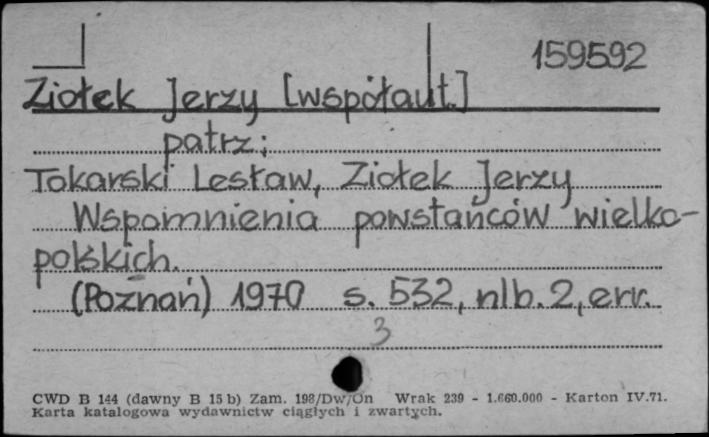 159592
Ziołek Jerzy [współaut.]
patrz:
Tokarski Lesław, Ziołek Jerzy
Wspomnienia powstańców wielko-
polskich.
(Poznań) 1970 s. 532, nlb. 2, err.
3
CWD B 144 (dawny B 15 b) Zam. 198/Dw/On Wrak 239 - 1.660.000 - Karton IV.71.
Karta katalogowa wydawnictw ciągłych i zwartych.